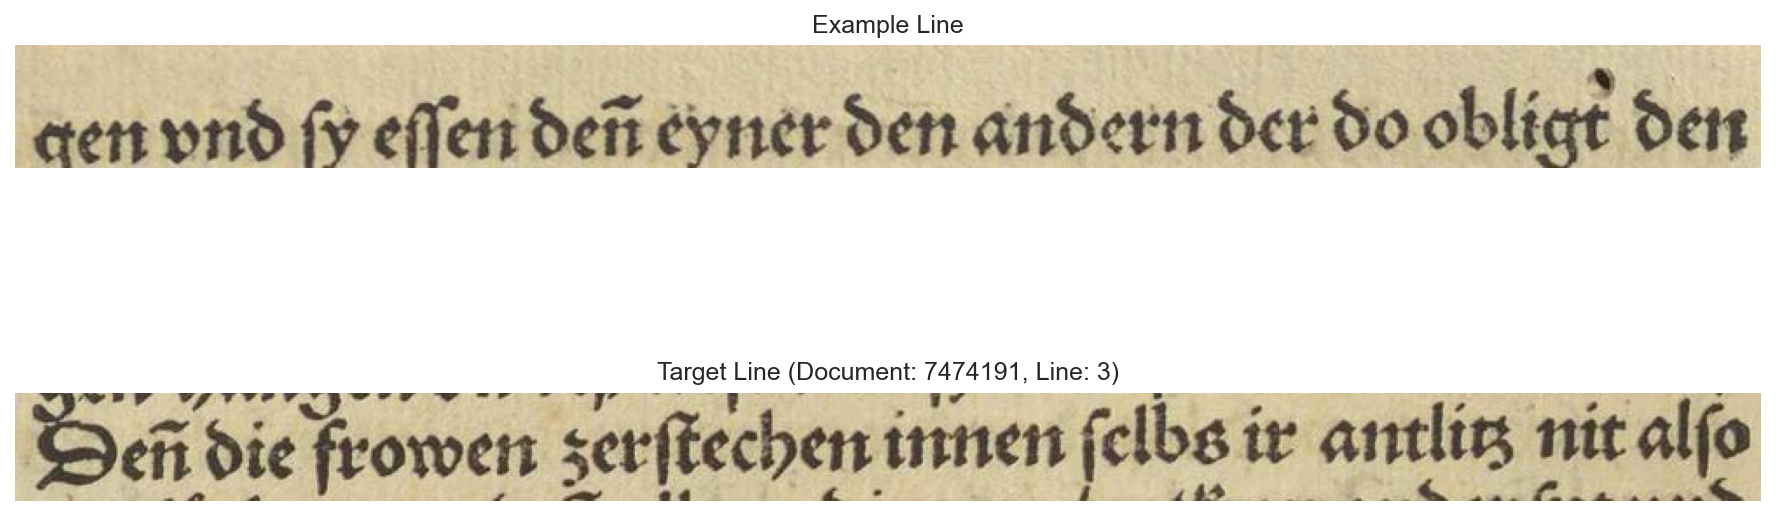 Example Line
gen vnd ſy eſſen deñ eyner den andern der do obligt den
Target Line (Document: 7474191, Line: 3)
Deñ die frowen zerſtechen innen ſelbs ir antlitz nit alſo